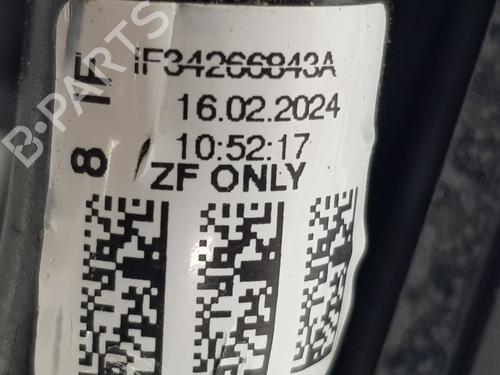 IF34266843A
16.02.2024
10:52:17
ZF ONLY
8
B-PARTS